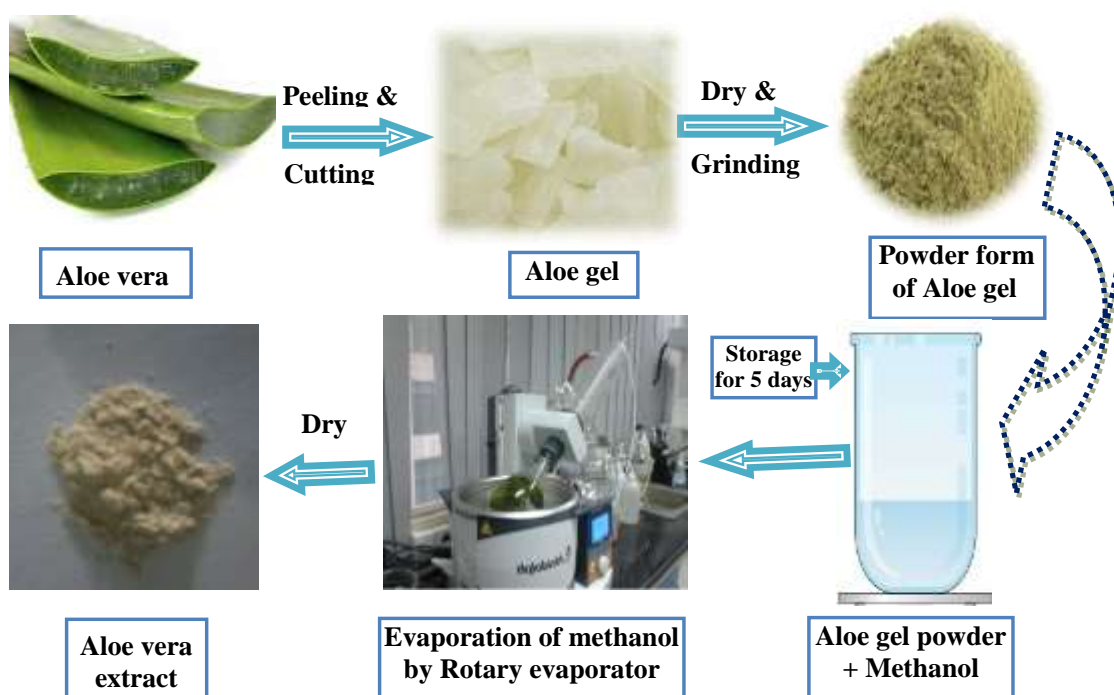 Peeling &
Cutting
Dry &
Grinding
Aloe vera
Aloe gel
Powder form
of Aloe gel
Storage
for 5 days
Dry
Aloe vera
extract
Evaporation of methanol
by Rotary evaporator
Aloe gel powder
+ Methanol